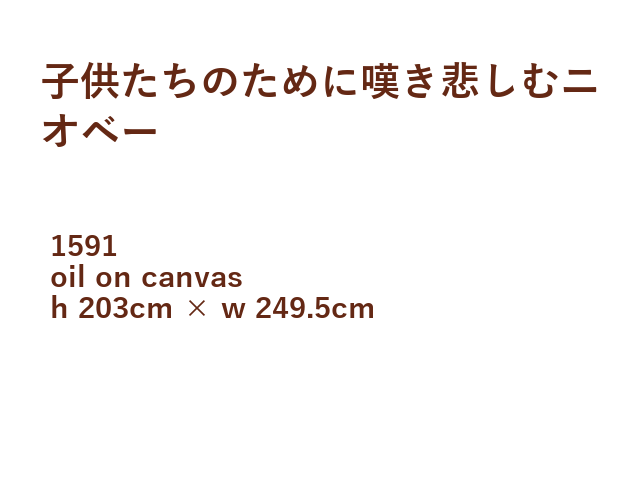 子供たちのために嘆き悲しむニ
オベー
1591
oil on canvas
h 203cm × w 249.5cm